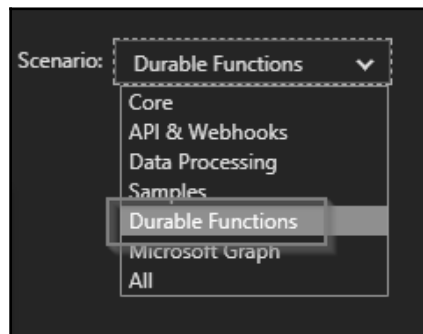 Scenario: Durable Functions
Core
API & Webhooks
Data Processing
Samples
Durable Functions
Microsoft Graph
All